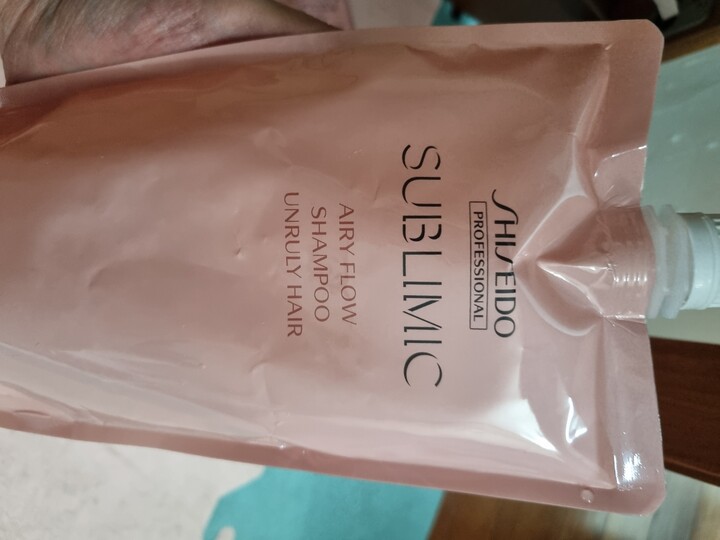 SHISEIDO
PROFESSIONAL
SUBLIMIC
AIRY FLOW
SHAMPOO
UNRULY HAIR